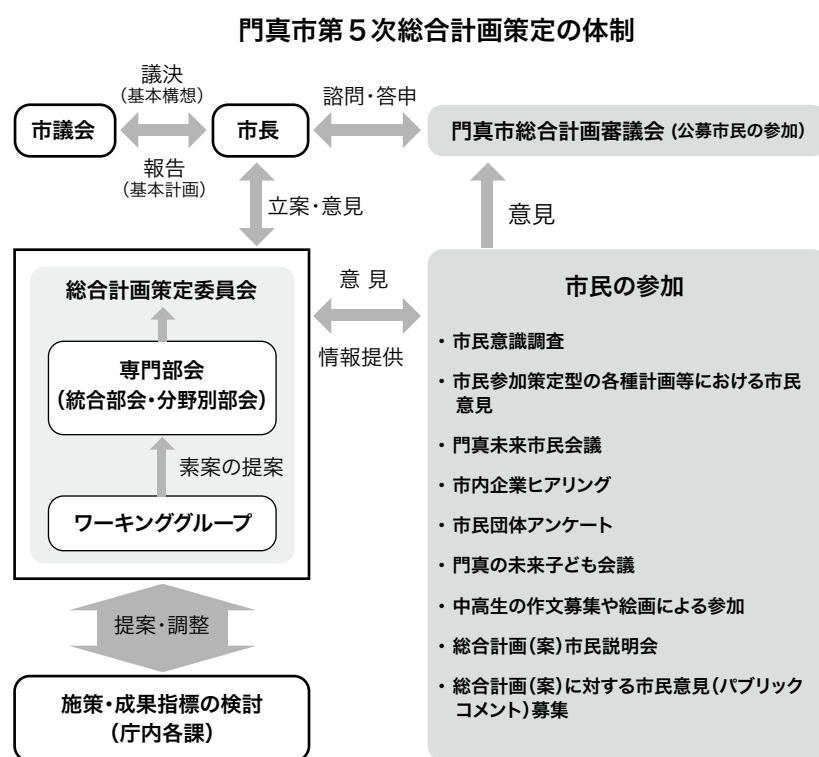 門真市第５次総合計画策定の体制
議決
(基本構想)
諮問・答申
市議会
市長
門真市総合計画審議会 (公募市民の参加)
報告
(基本計画)
立案・意見
意見
総合計画策定委員会
専門部会
(統合部会・分野別部会)
素案の提案
ワーキンググループ
意 見
情報提供
市民の参加
・ 市民意識調査
・ 市民参加策定型の各種計画等における市民
意見
・ 門真未来市民会議
・ 市内企業ヒアリング
・ 市民団体アンケート
・ 門真の未来子ども会議
・ 中高生の作文募集や絵画による参加
・ 総合計画(案)市民説明会
・ 総合計画(案)に対する市民意見(パブリック
コメント)募集
提案・調整
施策・成果指標の検討
(庁内各課)